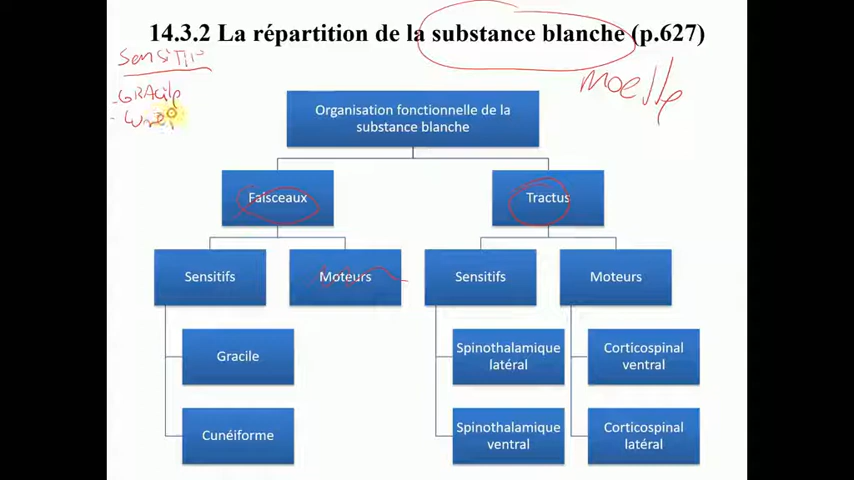 14.3.2 La répartition de la substance blanche (p.627)
Sensitif
moelle
- GRAcile
Organisation fonctionnelle de la
substance blanche
Faisceaux
Tractus
Sensitifs
Moteurs
Sensitifs
Moteurs
Gracile
Spinothalamique
latéral
Corticospinal
ventral
Cunéiforme
Spinothalamique
ventral
Corticospinal
latéral